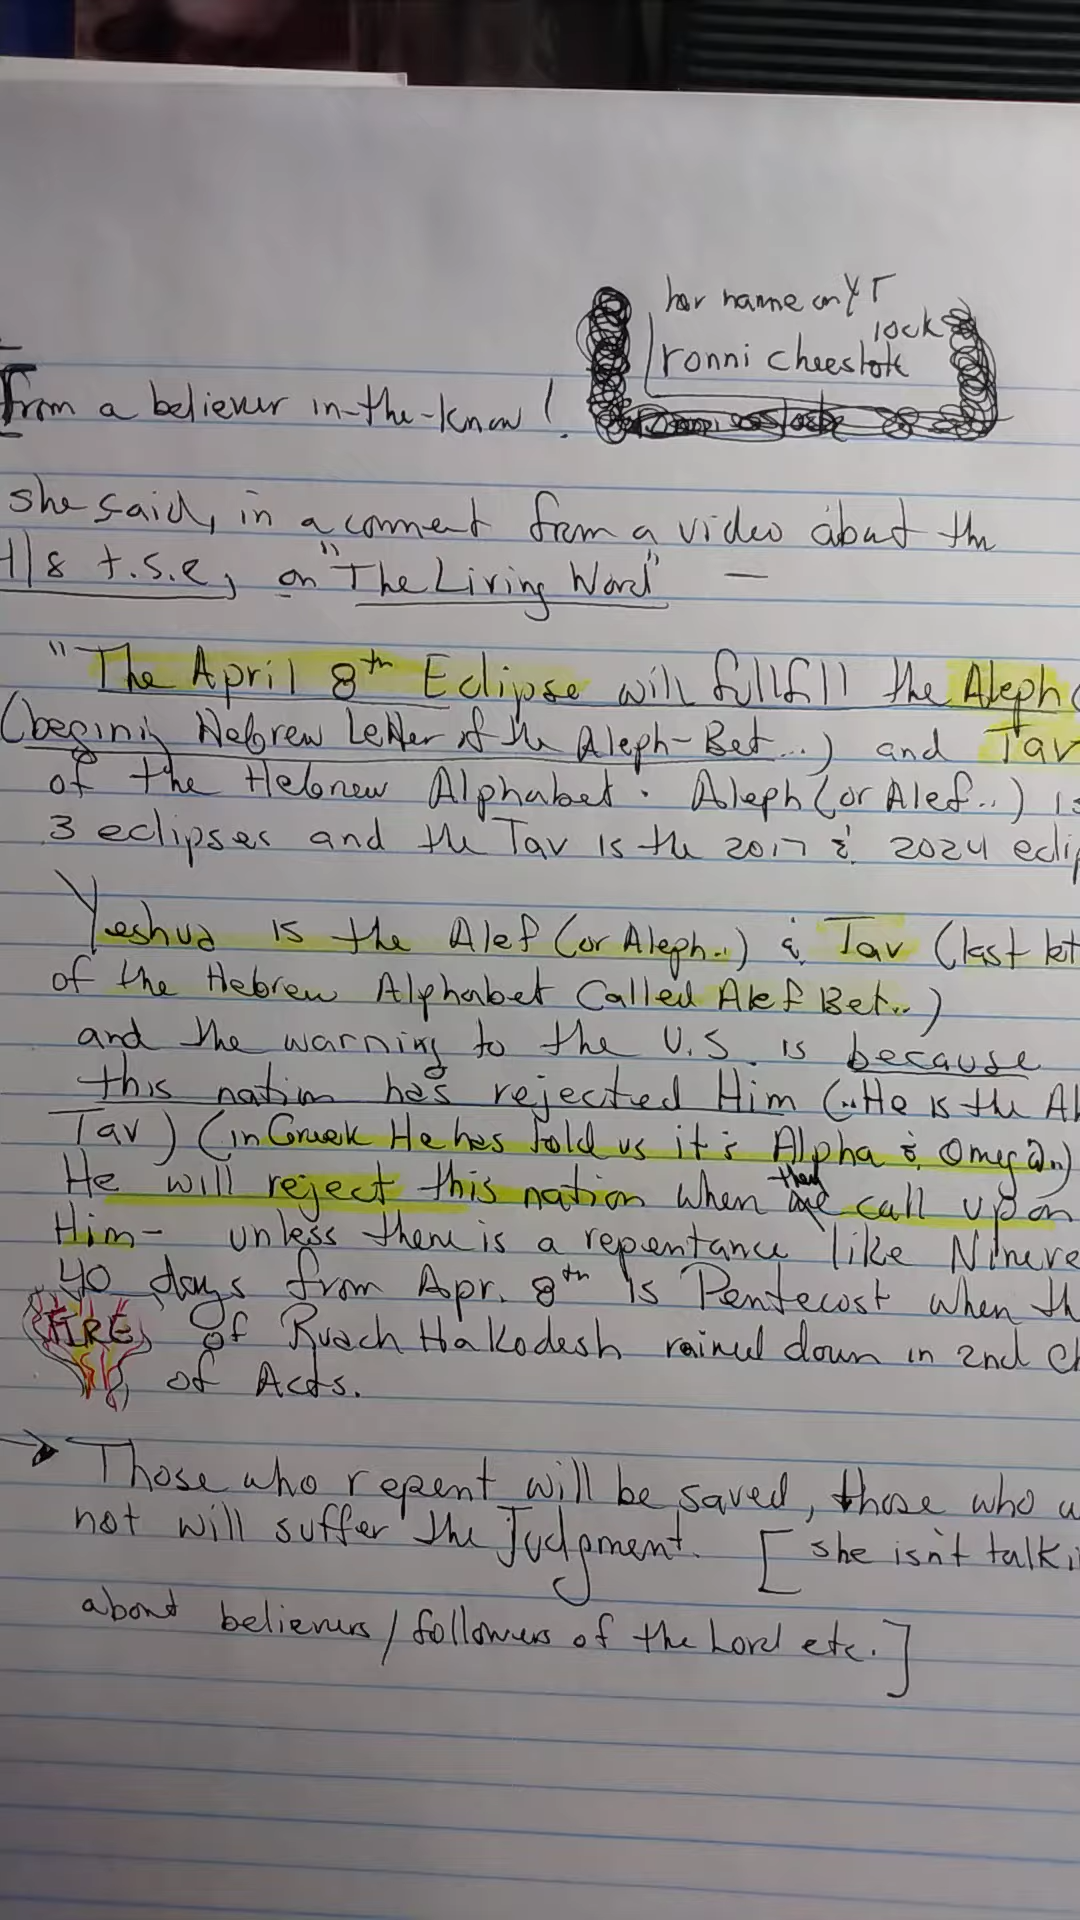 her name on YT
lock
ronni cheestok
From a believer in-the-know!
she said, in a comment from a video about the
4/8 t.s.e, on "The Living Word" —
"The April 8th Eclipse will fullfill the Aleph (
(begining Hebrew Letter of the Aleph-Bet...) and Tav
of the Hebrew Alphabet. Aleph (or Alef..) is
3 eclipses and the Tav is the 2017 & 2024 eclip
Yeshua is the Alef (or Aleph..) & Tav (last let
of the Hebrew Alphabet Called Alef Bet..)
and the warning to the U.S. is because
this nation has rejected Him (..He is the Al
Tav) (in Greek He has told us it's Alpha & Omega..)
He will reject this nation when they call upon
Him - unless there is a repentance like Nineve
40 days from Apr. 8th is Pentecost when th
FIRE of Ruach HaKodesh rained down in 2nd Ch
of Acts.
→ Those who repent will be saved, those who
not will suffer the Judgment. [she isn't talki
about believers/followers of the Lord etc.]